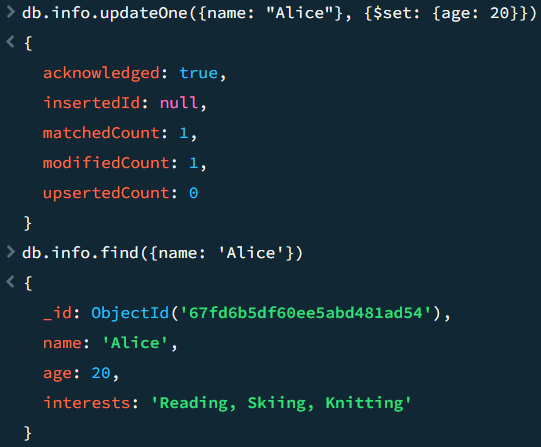 > db.info.updateOne({name: "Alice"}, {$set: {age: 20}})
< {
acknowledged: true,
insertedId: null,
matchedCount: 1,
modifiedCount: 1,
upsertedCount: 0
}
> db.info.find({name: 'Alice'})
< {
_id: ObjectId('67fd6b5df60ee5abd481ad54'),
name: 'Alice',
age: 20,
interests: 'Reading, Skiing, Knitting'
}